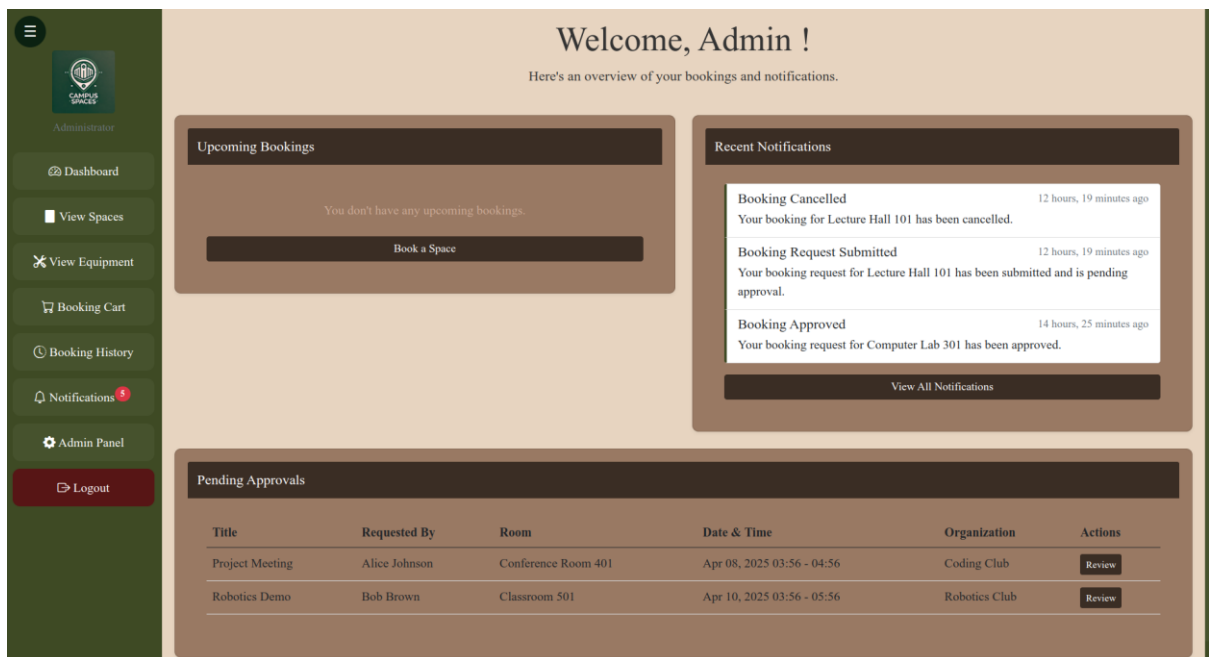 CAMPUS
SPACES
Administrator
Dashboard
View Spaces
View Equipment
Booking Cart
Booking History
Notifications 5
Admin Panel
Logout
Welcome, Admin !
Here's an overview of your bookings and notifications.
Upcoming Bookings
You don't have any upcoming bookings.
Book a Space
Recent Notifications
Booking Cancelled 12 hours, 19 minutes ago
Your booking for Lecture Hall 101 has been cancelled.
Booking Request Submitted 12 hours, 19 minutes ago
Your booking request for Lecture Hall 101 has been submitted and is pending
approval.
Booking Approved 14 hours, 25 minutes ago
Your booking request for Computer Lab 301 has been approved.
View All Notifications
Pending Approvals
Title Requested By Room Date & Time Organization Actions
Project Meeting Alice Johnson Conference Room 401 Apr 08, 2025 03:56 - 04:56 Coding Club Review
Robotics Demo Bob Brown Classroom 501 Apr 10, 2025 03:56 - 05:56 Robotics Club Review